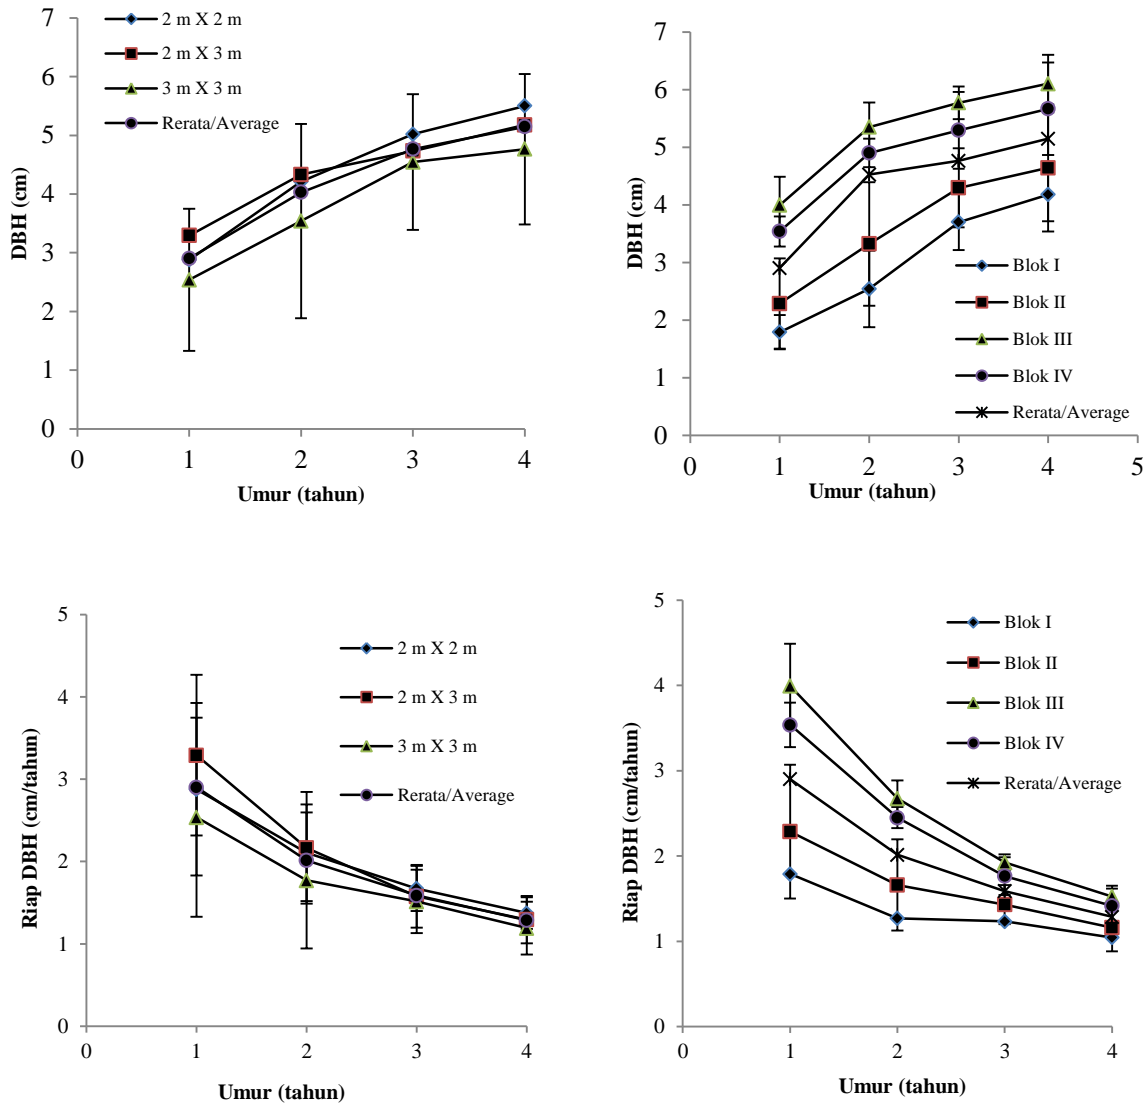 2 m X 2 m
2 m X 3 m
3 m X 3 m
Rerata/Average
DBH (cm)
7
6
5
4
3
2
1
0
0 1 2 3 4
Umur (tahun)
DBH (cm)
7
6
5
4
3
2
1
0
Blok I
Blok II
Blok III
Blok IV
Rerata/Average
0 1 2 3 4 5
Umur (tahun)
Riap DBH (cm/tahun)
5
4
3
2
1
0
2 m X 2 m
2 m X 3 m
3 m X 3 m
Rerata/Average
0 1 2 3 4
Umur (tahun)
Riap DBH (cm/tahun)
5
4
3
2
1
0
Blok I
Blok II
Blok III
Blok IV
Rerata/Average
0 1 2 3 4
Umur (tahun)